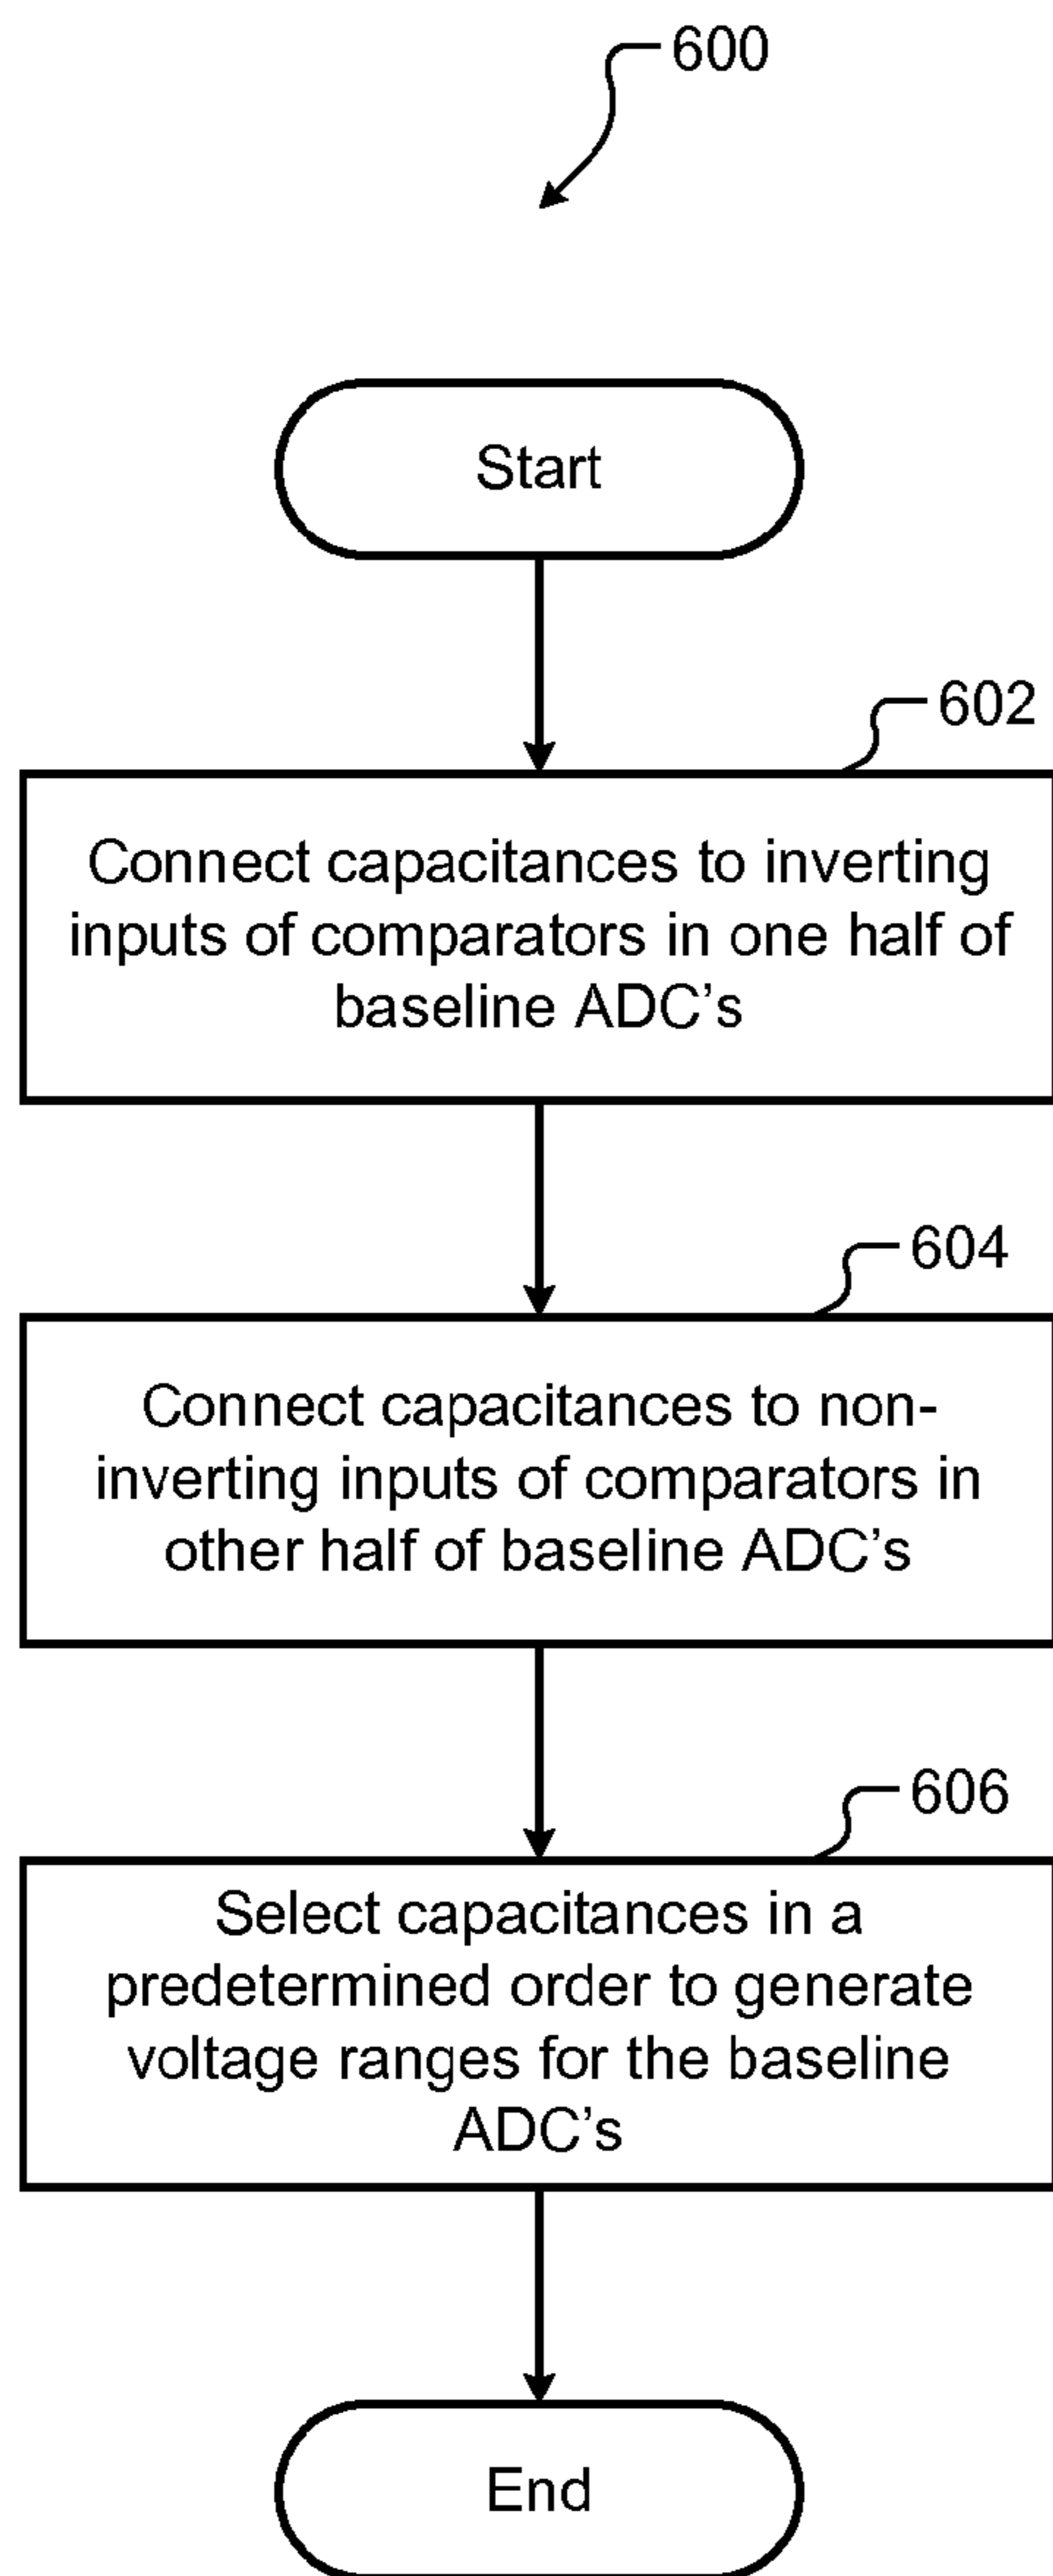 600
Start
602
Connect capacitances to inverting
inputs of comparators in one half of
baseline ADC's
604
Connect capacitances to non-
inverting inputs of comparators in
other half of baseline ADC's
606
Select capacitances in a
predetermined order to generate
voltage ranges for the baseline
ADC's
End